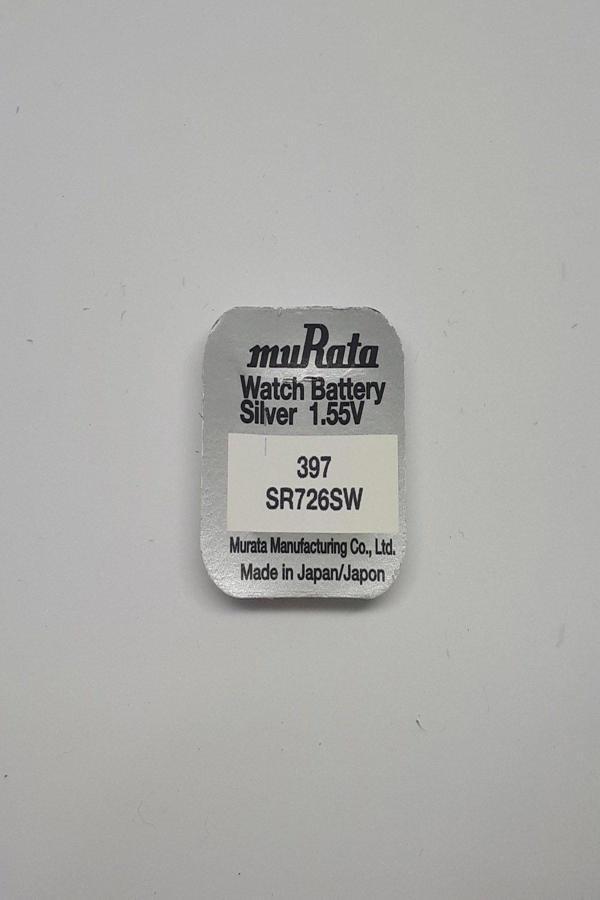 muRata
Watch Battery
Silver 1.55V
397
SR726SW
Murata Manufacturing Co., Ltd.
Made in Japan/Japon